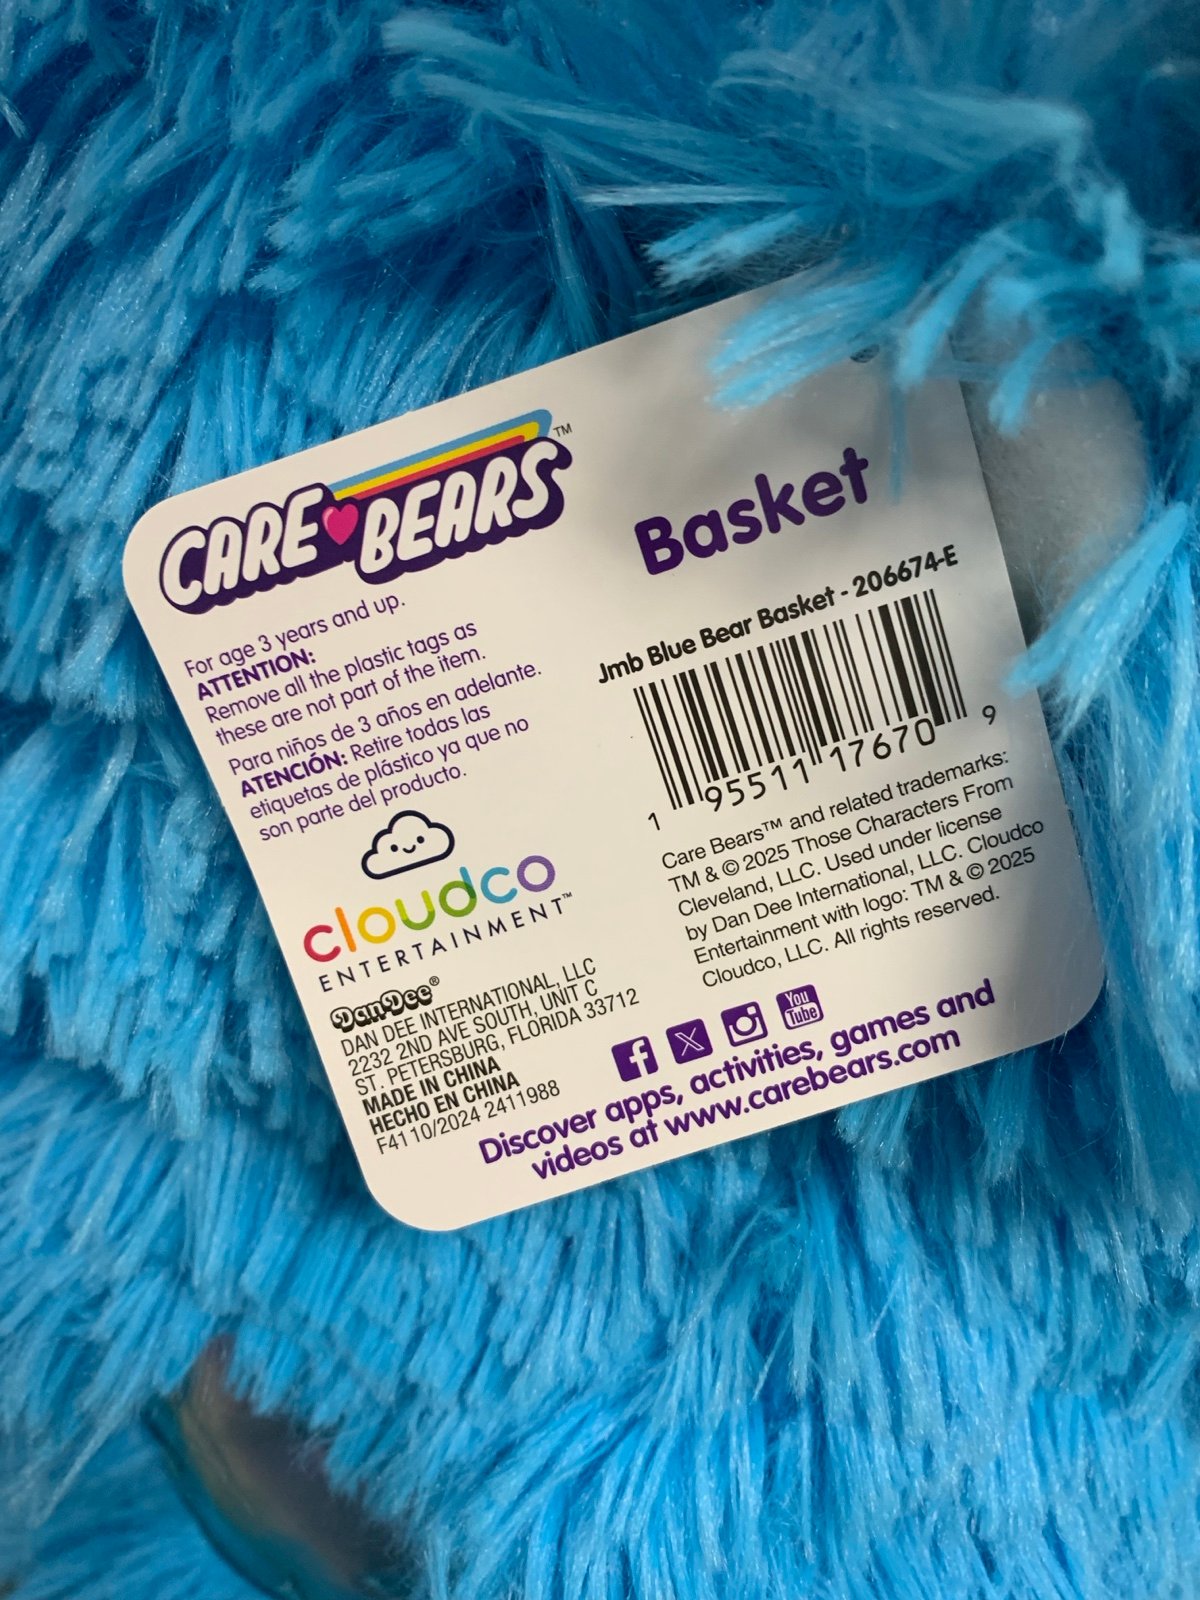 CARE BEARS™
For age 3 years and up.
ATTENTION:
Remove all the plastic tags as
these are not part of the item.
Para niños de 3 años en adelante.
ATENCIÓN: Retire todas las
etiquetas de plástico ya que no
son parte del producto.
cloudco
ENTERTAINMENT™
DanDee®
DAN DEE INTERNATIONAL, LLC
2232 2ND AVE SOUTH, UNIT C
ST. PETERSBURG, FLORIDA 33712
MADE IN CHINA
HECHO EN CHINA
F4110/2024 2411988
Basket
Jmb Blue Bear Basket - 206674-E
1 95511 17670 9
Care Bears™ and related trademarks:
TM & © 2025 Those Characters From
Cleveland, LLC. Used under license
by Dan Dee International, LLC. Cloudco
Entertainment with logo: TM & © 2025
Cloudco, LLC. All rights reserved.
You
Tube
Discover apps, activities, games and
videos at www.carebears.com